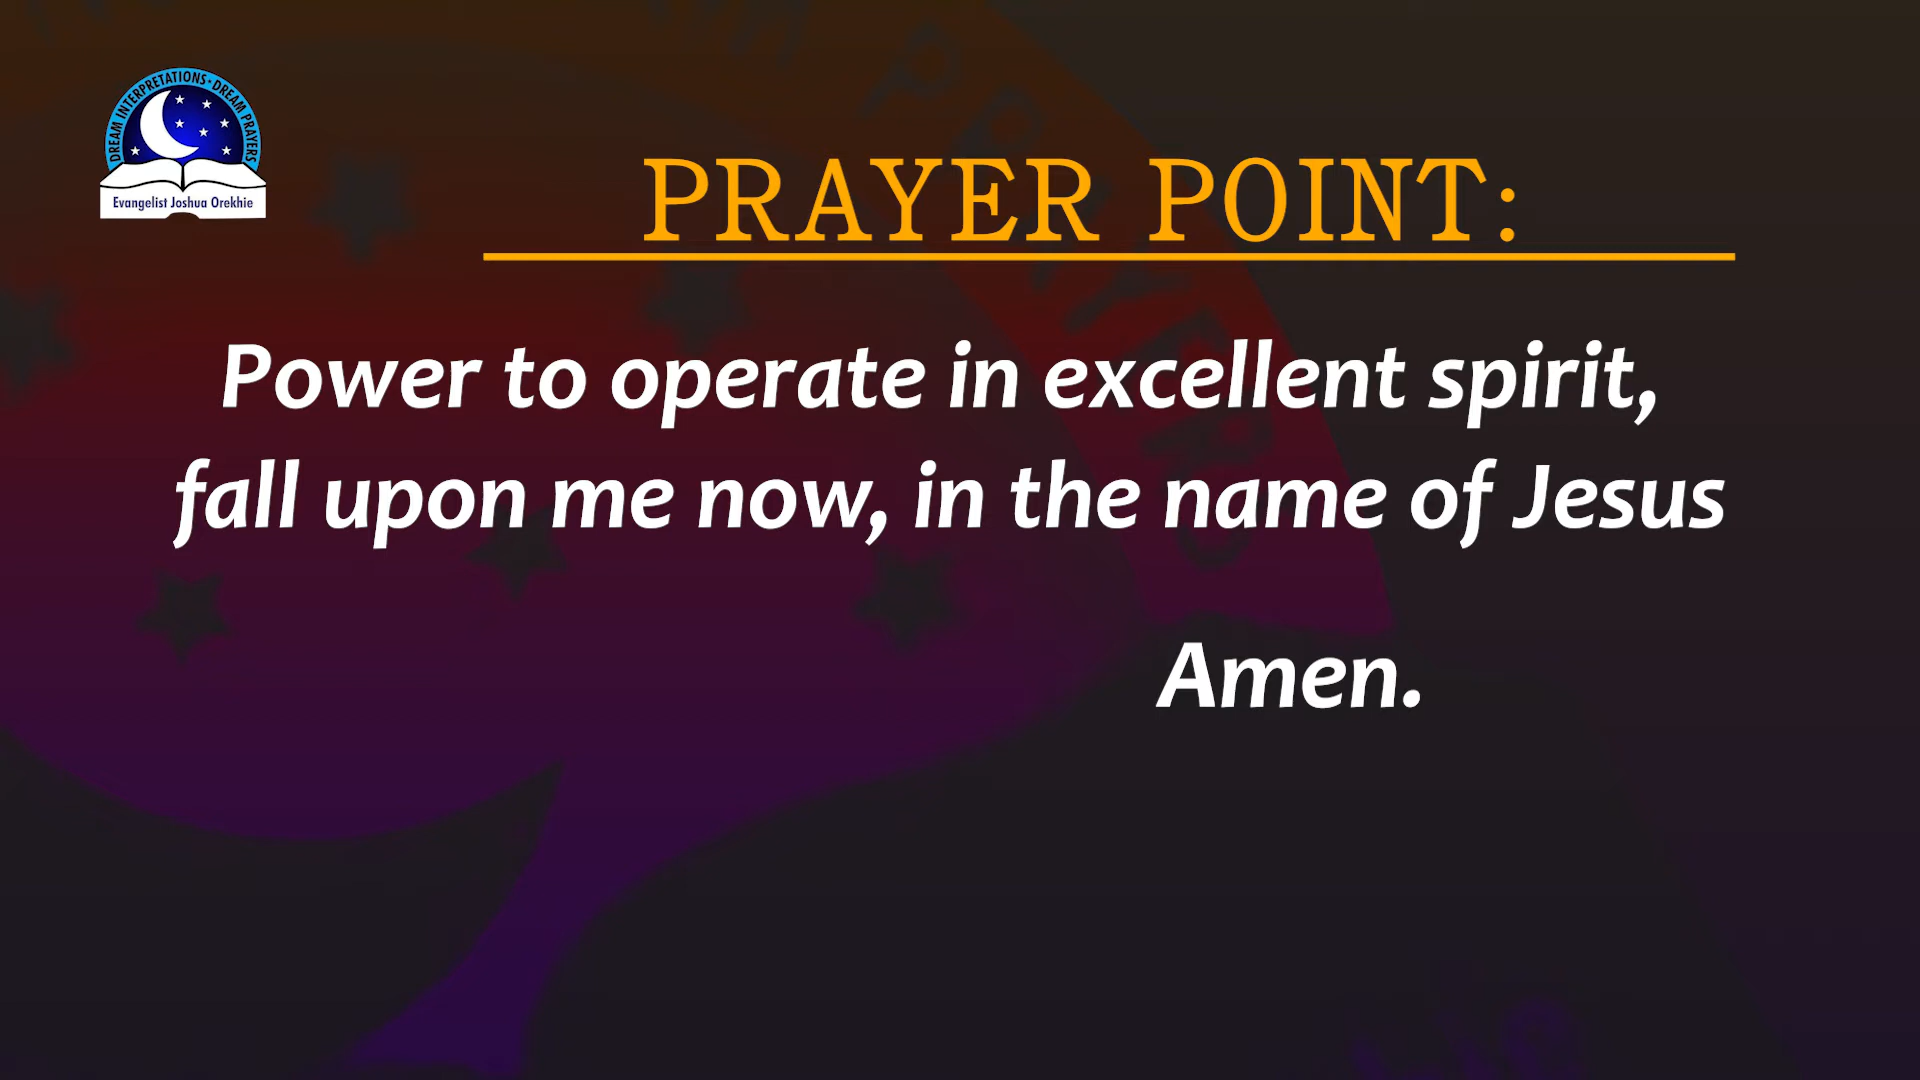 DREAM INTERPRETATIONS • DREAM PRAYERS
Evangelist Joshua Orekhie
PRAYER POINT:
Power to operate in excellent spirit,
fall upon me now, in the name of Jesus
Amen.